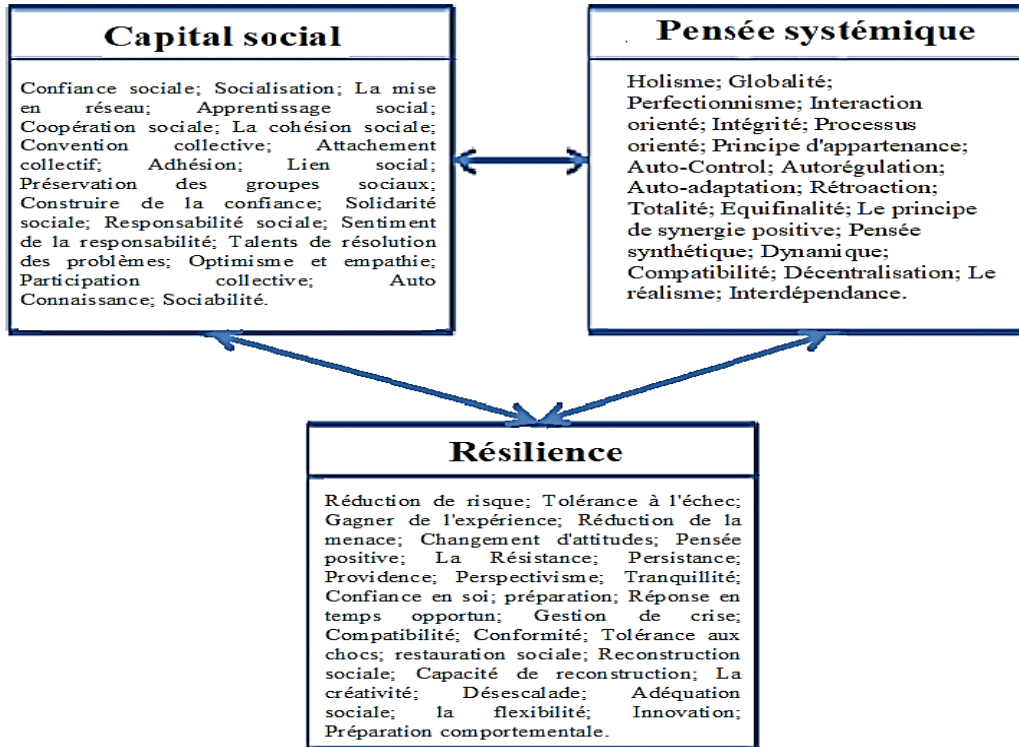 Capital social
Confiance sociale; Socialisation; La mise
en réseau; Apprentissage social;
Coopération sociale; La cohésion sociale;
Convention collective; Attachement
collectif; Adhésion; Lien social;
Préservation des groupes sociaux;
Construire de la confiance; Solidarité
sociale; Responsabilité sociale; Sentiment
de la responsabilité; Talents de résolution
des problèmes; Optimisme et empathie;
Participation collective; Auto
Connaissance; Sociabilité.
Pensée systémique
Holisme; Globalité;
Perfectionnisme; Interaction
orienté; Intégrité; Processus
orienté; Principe d'appartenance;
Auto-Control; Autorégulation;
Auto-adaptation; Rétroaction;
Totalité; Equifinalité; Le principe
de synergie positive; Pensée
synthétique; Dynamique;
Compatibilité; Décentralisation; Le
réalisme; Interdépendance.
Résilience
Réduction de risque; Tolérance à l'échec;
Gagner de l'expérience; Réduction de la
menace; Changement d'attitudes; Pensée
positive; La Résistance; Persistance;
Providence; Perspectivisme; Tranquillité;
Confiance en soi; préparation; Réponse en
temps opportun; Gestion de crise;
Compatibilité; Conformité; Tolérance aux
chocs; restauration sociale; Reconstruction
sociale; Capacité de reconstruction; La
créativité; Désescalade; Adéquation
sociale; la flexibilité; Innovation;
Préparation comportementale.